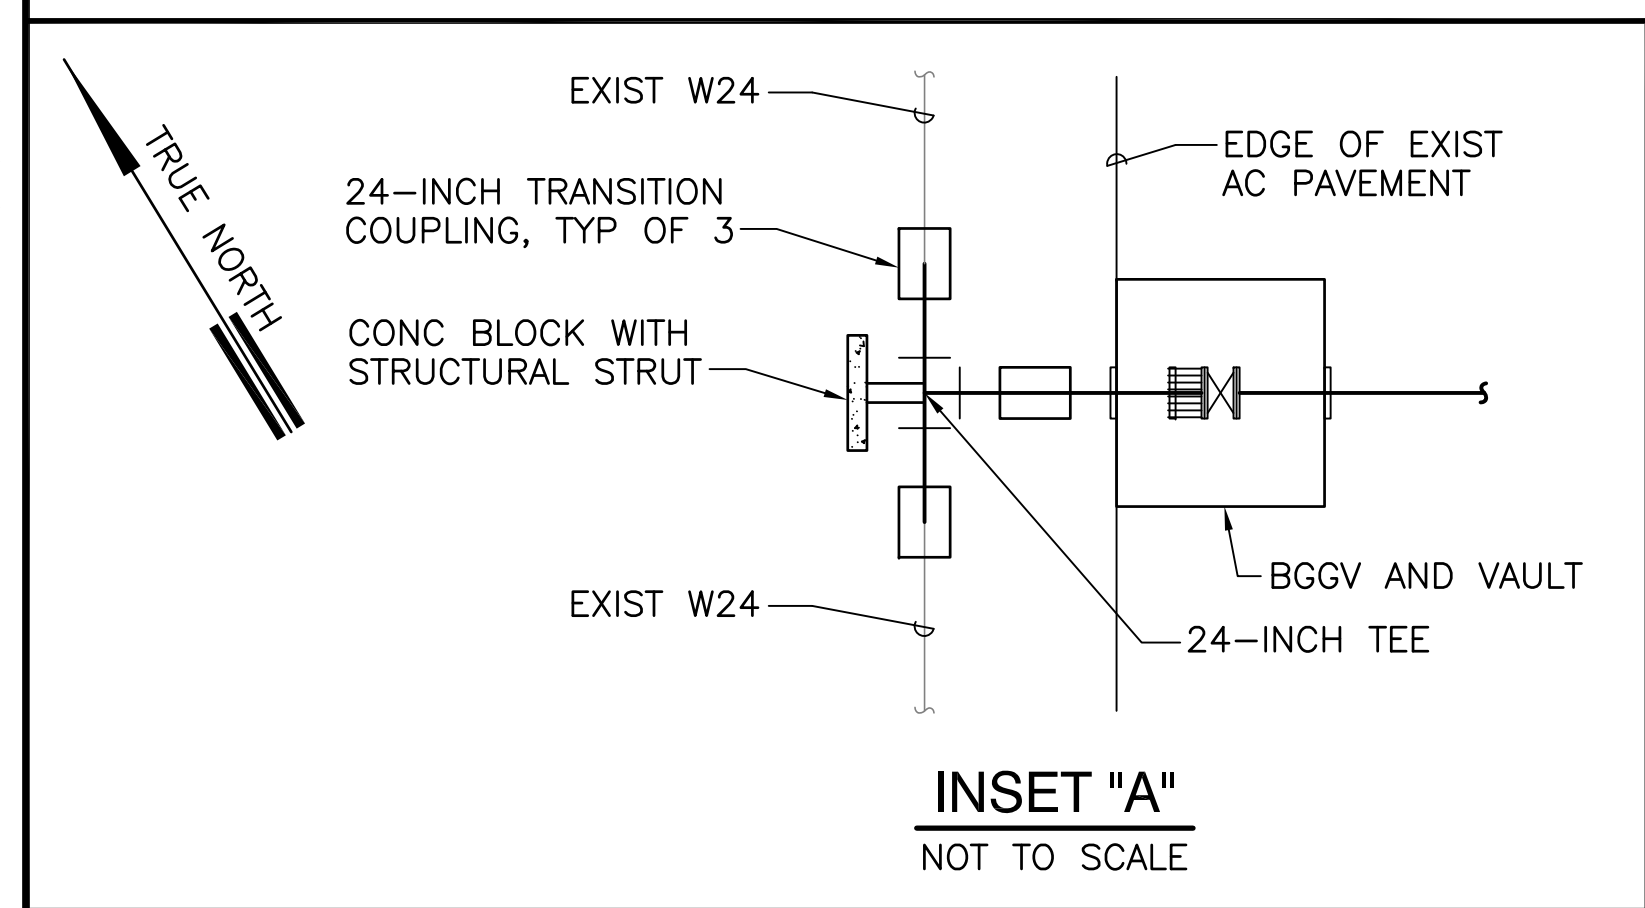 TRUE NORTH
EXIST W24
24-INCH TRANSITION
COUPLING, TYP OF 3
CONC BLOCK WITH
STRUCTURAL STRUT
EXIST W24
EDGE OF EXIST
AC PAVEMENT
BGGV AND VAULT
24-INCH TEE
INSET "A"
NOT TO SCALE